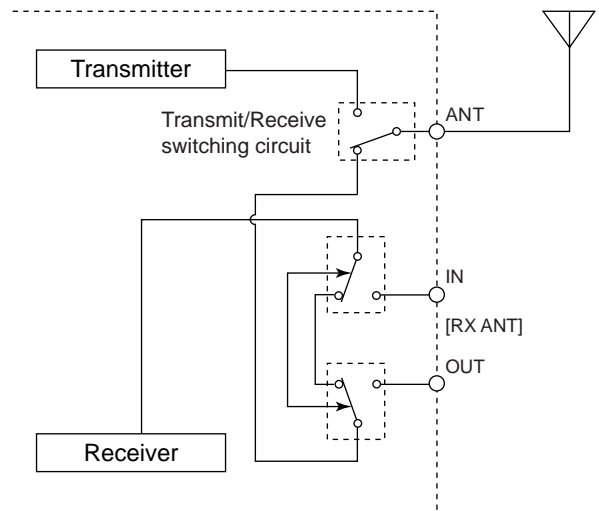 Transmitter
Transmit/Receive
switching circuit
ANT
IN
[RX ANT]
OUT
Receiver